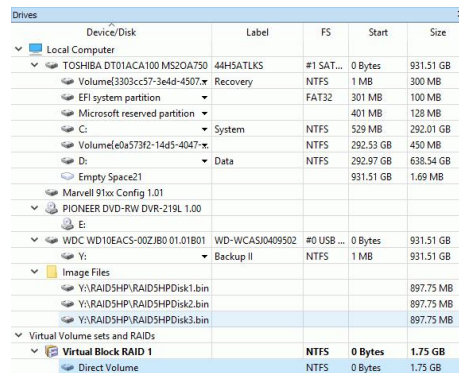 Drives
Device/Disk Label FS Start Size
Local Computer
TOSHIBA DT01ACA100 MS2OA750 44H5ATLKS #1 SAT... 0 Bytes 931.51 GB
Volume{3303cc57-3e4d-4507... Recovery NTFS 1 MB 300 MB
EFI system partition FAT32 301 MB 100 MB
Microsoft reserved partition 401 MB 128 MB
C: System NTFS 529 MB 292.01 GB
Volume{e0a573f2-14d5-4047-... NTFS 292.53 GB 450 MB
D: Data NTFS 292.97 GB 638.54 GB
Empty Space21 931.51 GB 1.69 MB
Marvell 91xx Config 1.01
PIONEER DVD-RW DVR-219L 1.00
E:
WDC WD10EACS-00ZJB0 01.01B01 WD-WCASJ0409502 #0 USB ... 0 Bytes 931.51 GB
Y: Backup II NTFS 1 MB 931.51 GB
Image Files
Y:\RAID5HP\RAID5HPDisk1.bin 897.75 MB
Y:\RAID5HP\RAID5HPDisk2.bin 897.75 MB
Y:\RAID5HP\RAID5HPDisk3.bin 897.75 MB
Virtual Volume sets and RAIDs
Virtual Block RAID 1 NTFS 0 Bytes 1.75 GB
Direct Volume NTFS 0 Bytes 1.75 GB